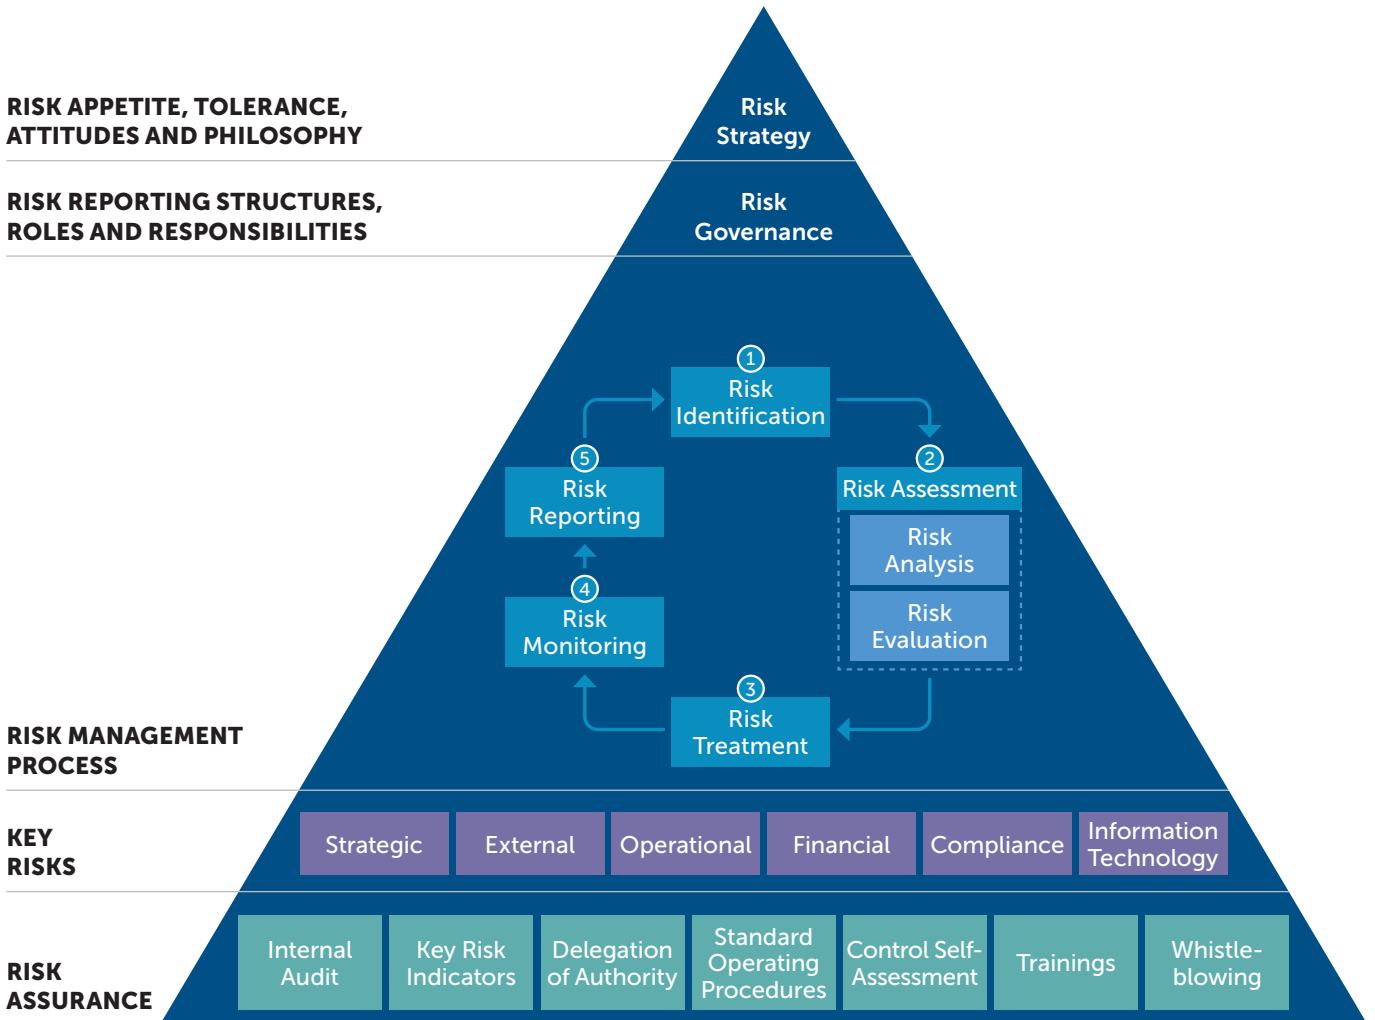 RISK APPETITE, TOLERANCE,
ATTITUDES AND PHILOSOPHY
Risk
Strategy
RISK REPORTING STRUCTURES,
ROLES AND RESPONSIBILITIES
Risk
Governance
1
Risk
Identification
2
Risk Assessment
Risk
Analysis
Risk
Evaluation
3
Risk
Treatment
4
Risk
Monitoring
5
Risk
Reporting
RISK MANAGEMENT
PROCESS
KEY
RISKS
Strategic
External
Operational
Financial
Compliance
Information
Technology
RISK
ASSURANCE
Internal
Audit
Key Risk
Indicators
Delegation
of Authority
Standard
Operating
Procedures
Control Self-
Assessment
Trainings
Whistle-
blowing